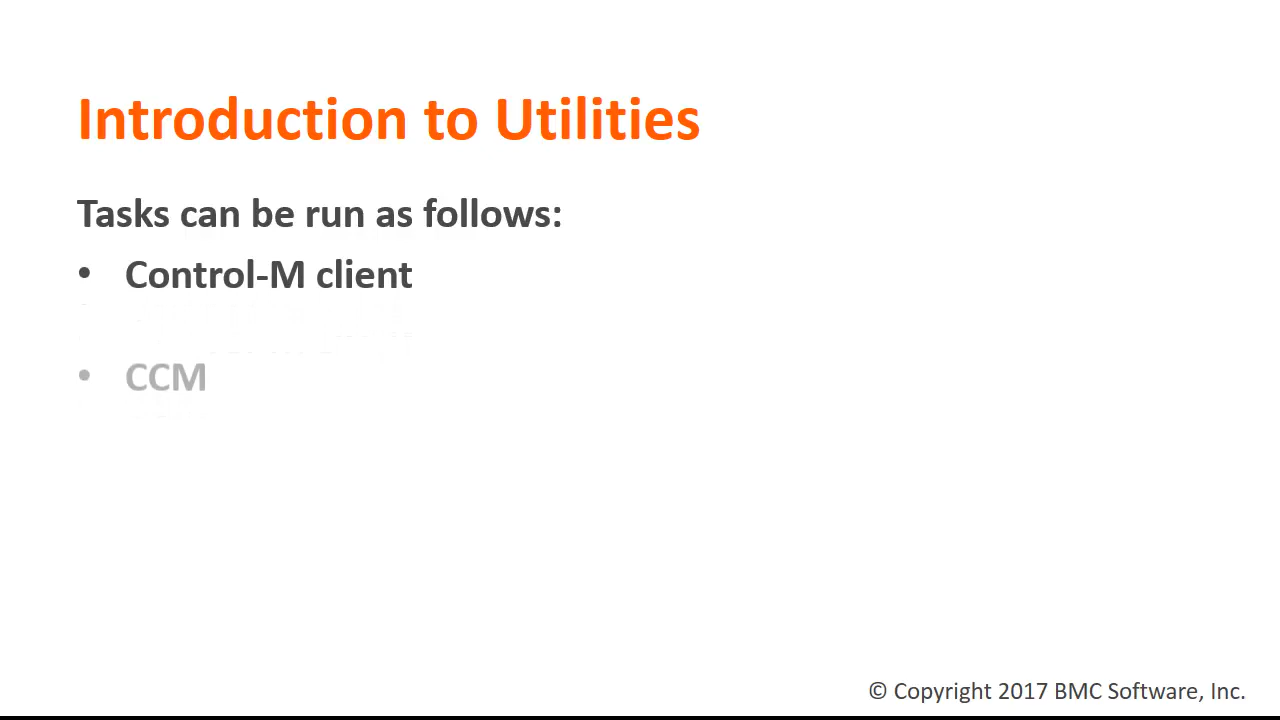 Introduction to Utilities
Tasks can be run as follows:
• Control-M client
• CCM
© Copyright 2017 BMC Software, Inc.